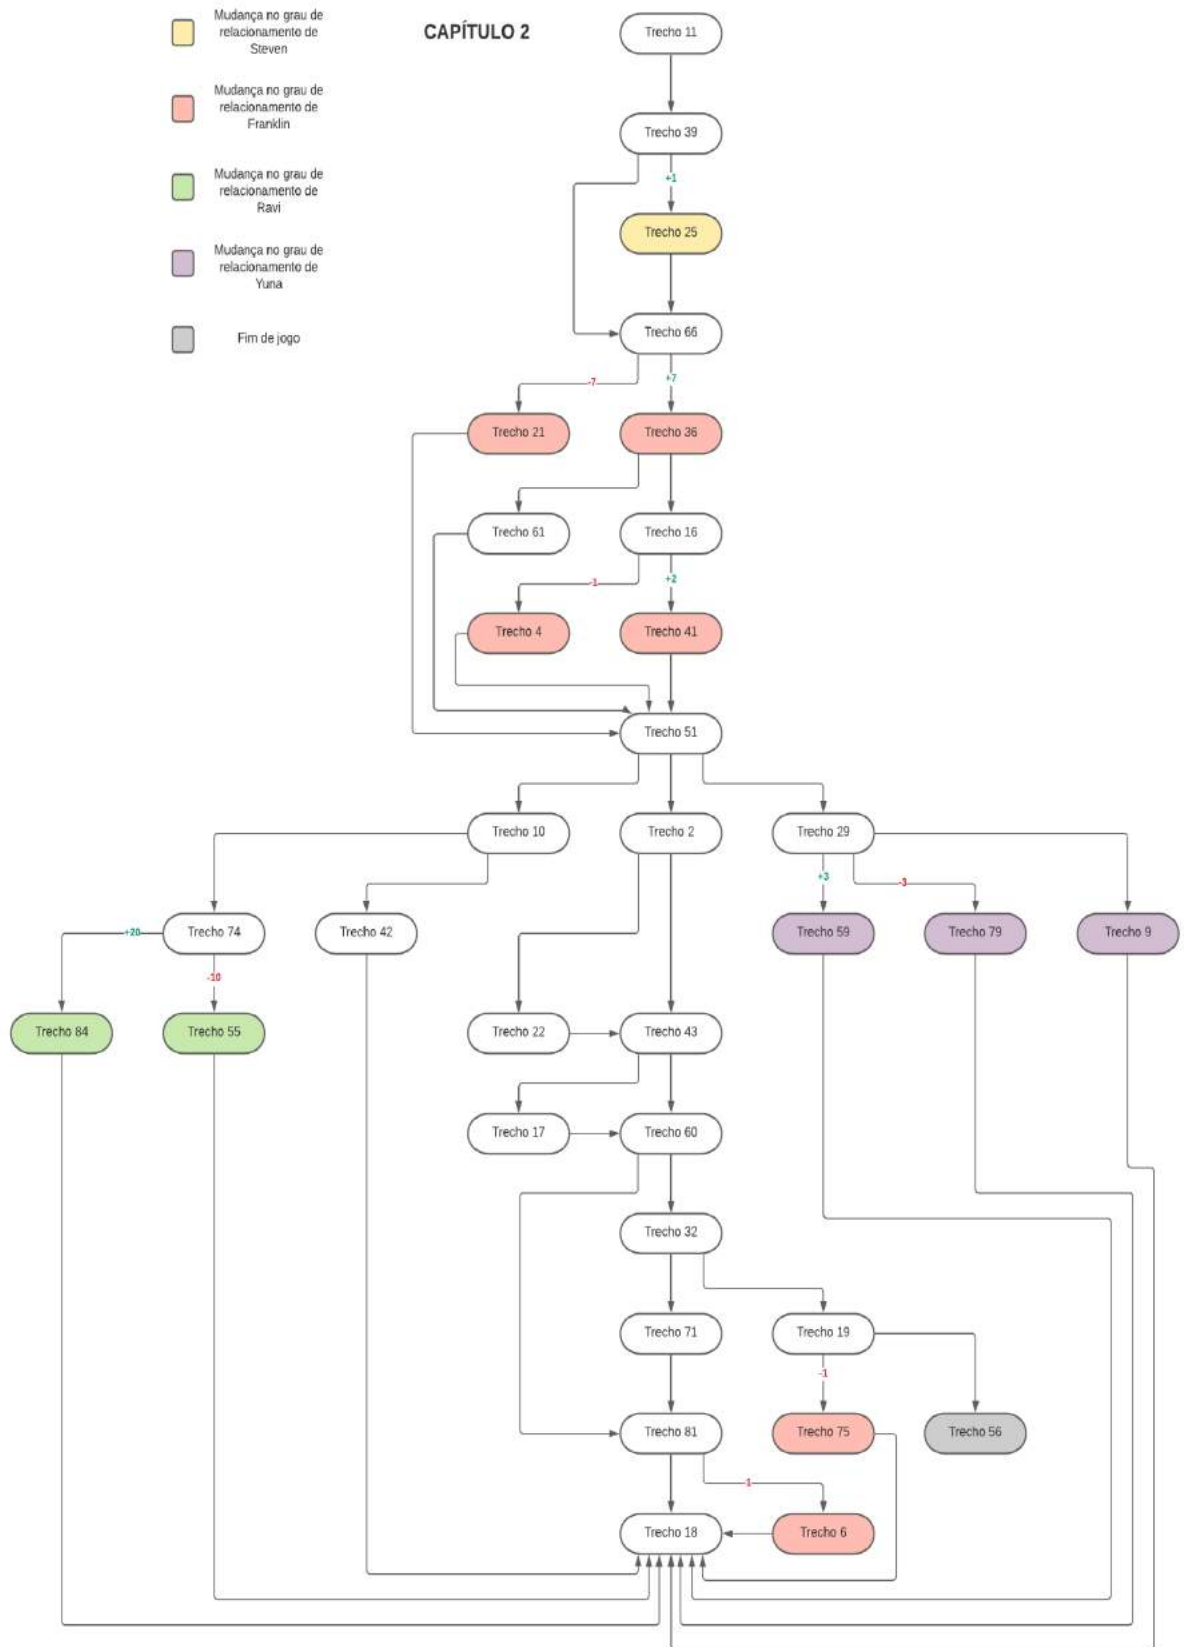 Mudança no grau de
relacionamento de
Steven
CAPÍTULO 2
Trecho 11
Mudança no grau de
relacionamento de
Franklin
Trecho 39
+1
Mudança no grau de
relacionamento de
Ravi
Trecho 25
Mudança no grau de
relacionamento de
Yuna
Fim de jogo
Trecho 66
-7
+7
Trecho 21
Trecho 36
Trecho 61
Trecho 16
-1
+2
Trecho 4
Trecho 41
Trecho 51
Trecho 10
Trecho 2
Trecho 29
+3
-3
+20
Trecho 74
Trecho 42
Trecho 59
Trecho 79
Trecho 9
-10
Trecho 84
Trecho 55
Trecho 22
Trecho 43
Trecho 17
Trecho 60
Trecho 32
Trecho 71
Trecho 19
-1
Trecho 81
Trecho 75
Trecho 56
-1
Trecho 18
Trecho 6